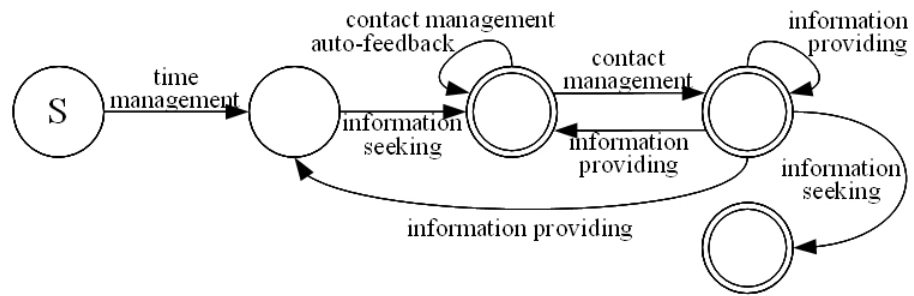 contact management
auto-feedback
information
providing
contact
management
time
management
S
information
seeking
information
providing
information
seeking
information providing